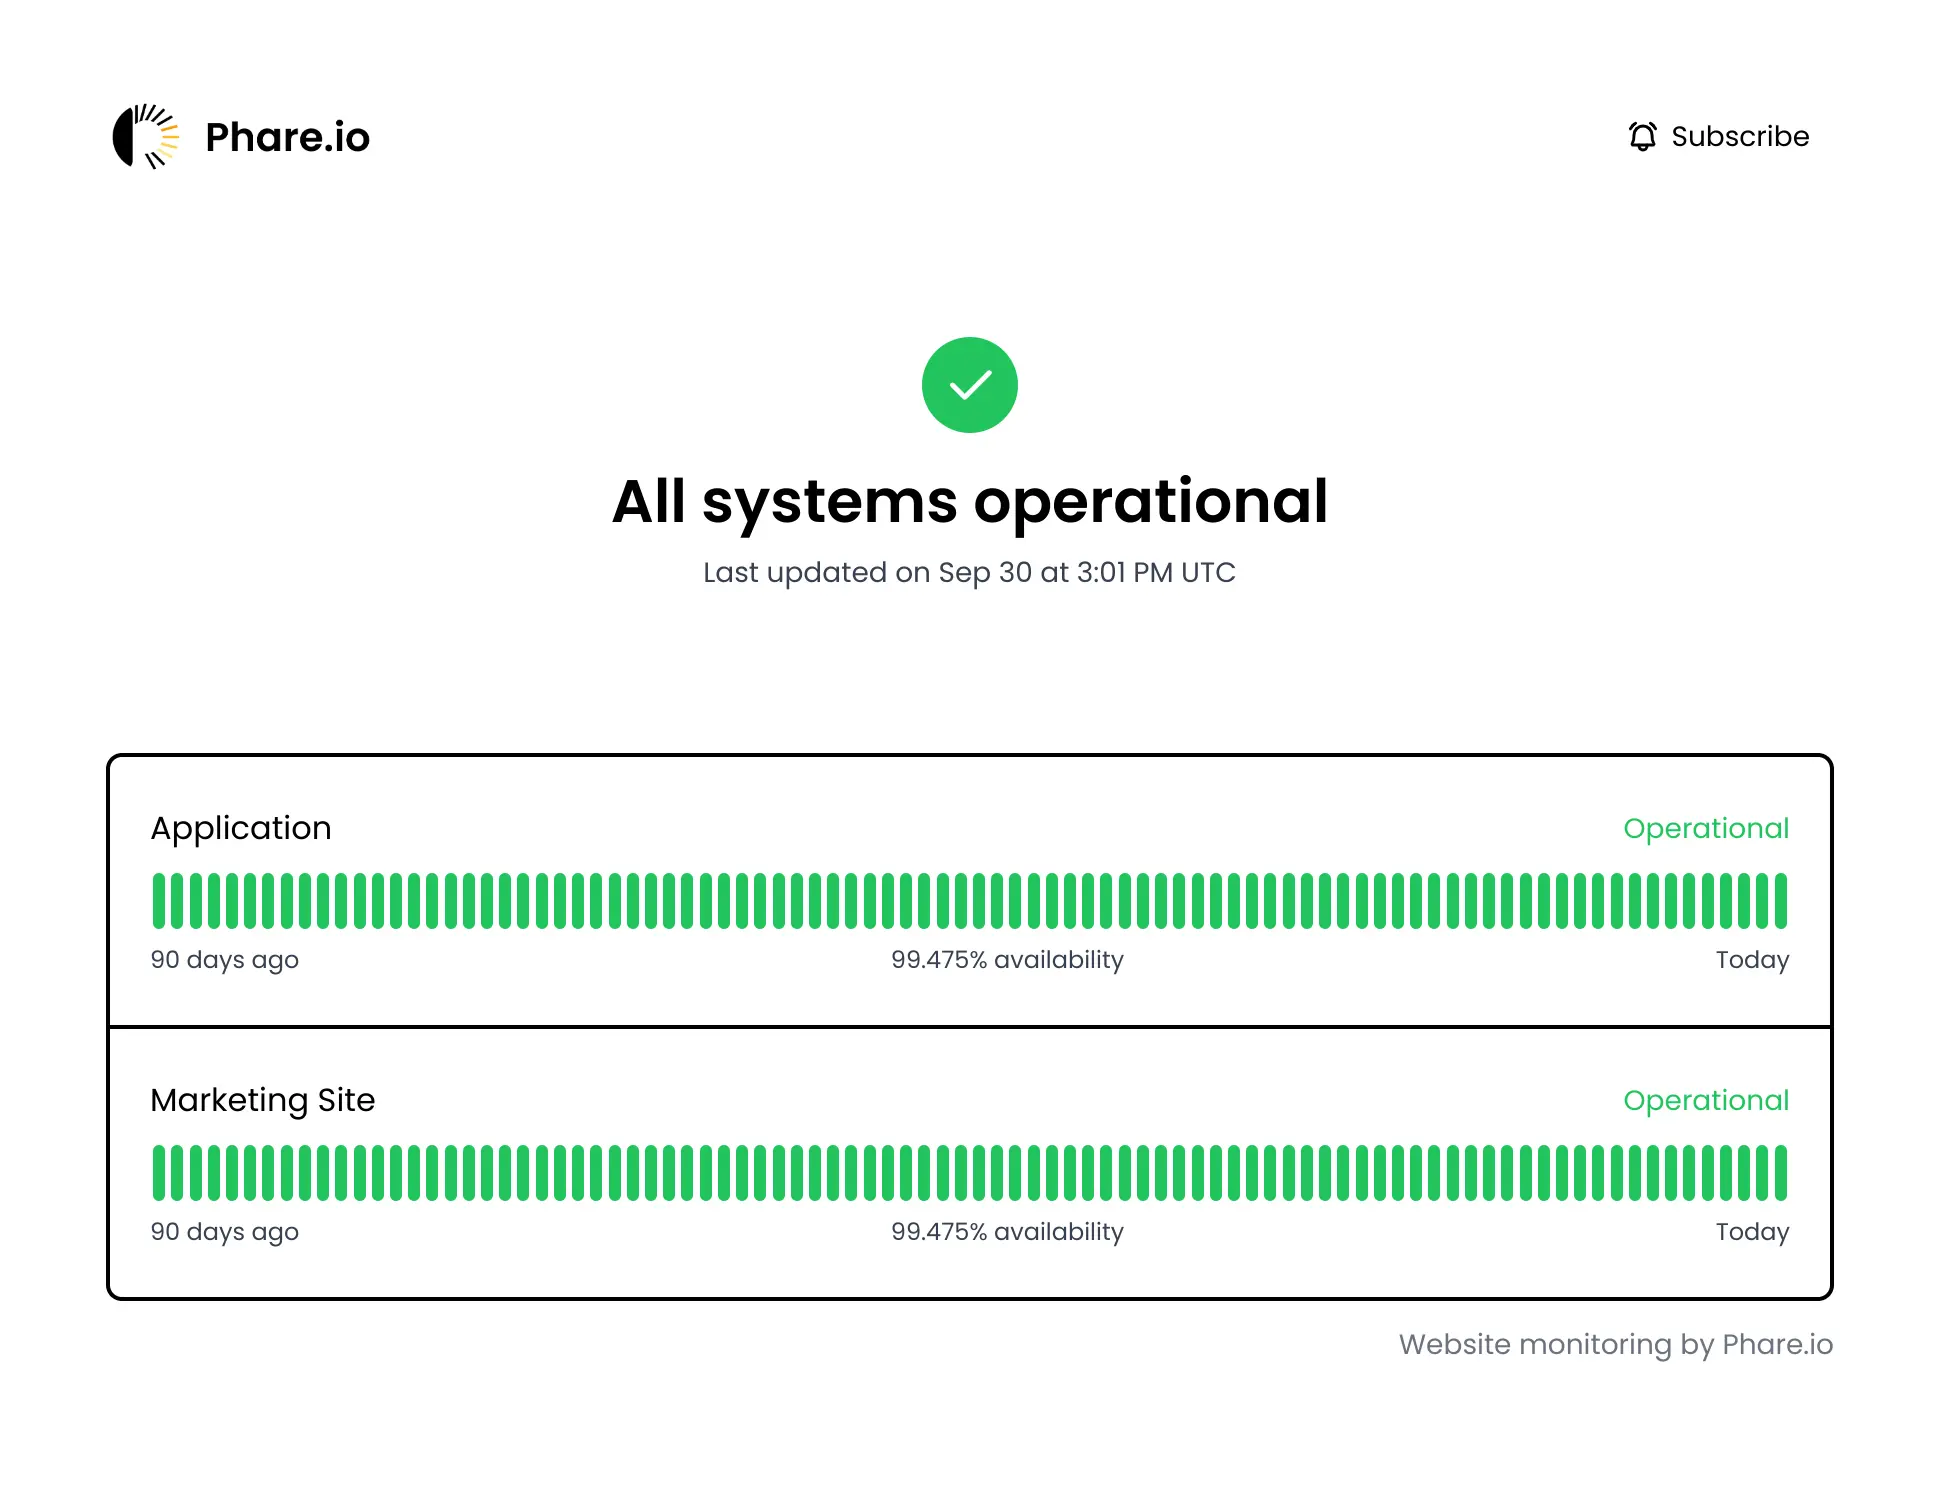 Phare.io
Subscribe
All systems operational
Last updated on Sep 30 at 3:01 PM UTC
Application
Operational
90 days ago
99.475% availability
Today
Marketing Site
Operational
90 days ago
99.475% availability
Today
Website monitoring by Phare.io